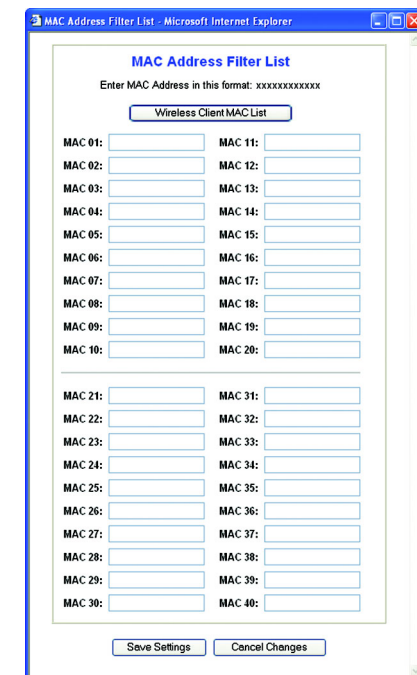 MAC Address Filter List - Microsoft Internet Explorer
MAC Address Filter List
Enter MAC Address in this format: xxxxxxxxxxxx
Wireless Client MAC List
MAC 01: MAC 11:
MAC 02: MAC 12:
MAC 03: MAC 13:
MAC 04: MAC 14:
MAC 05: MAC 15:
MAC 06: MAC 16:
MAC 07: MAC 17:
MAC 08: MAC 18:
MAC 09: MAC 19:
MAC 10: MAC 20:
MAC 21: MAC 31:
MAC 22: MAC 32:
MAC 23: MAC 33:
MAC 24: MAC 34:
MAC 25: MAC 35:
MAC 26: MAC 36:
MAC 27: MAC 37:
MAC 28: MAC 38:
MAC 29: MAC 39:
MAC 30: MAC 40:
Save Settings Cancel Changes